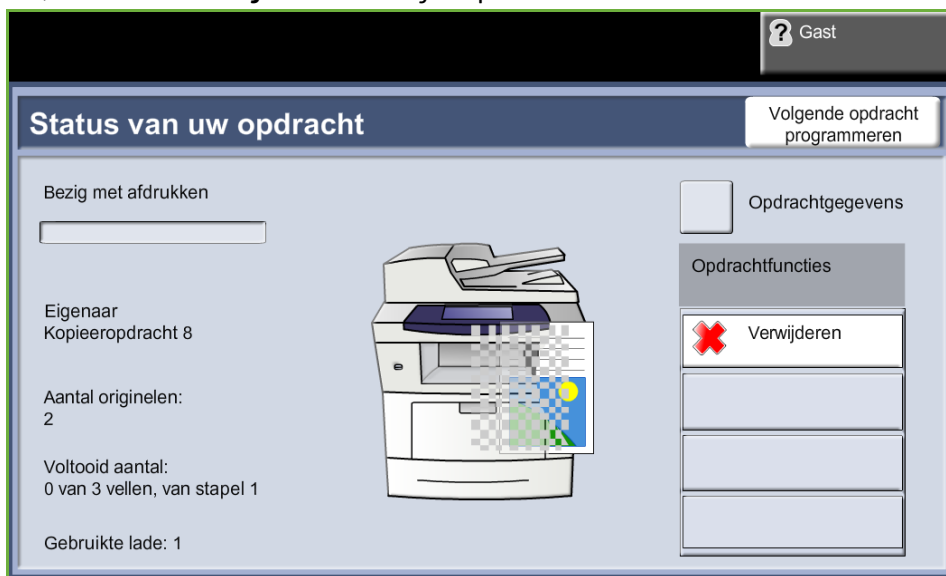 Gast
Status van uw opdracht
Volgende opdracht
programmeren
Bezig met afdrukken
Opdrachtgegevens
Opdrachtfuncties
Eigenaar
Kopieeropdracht 8
Verwijderen
Aantal originelen:
2
Voltooid aantal:
0 van 3 vellen, van stapel 1
Gebruikte lade: 1